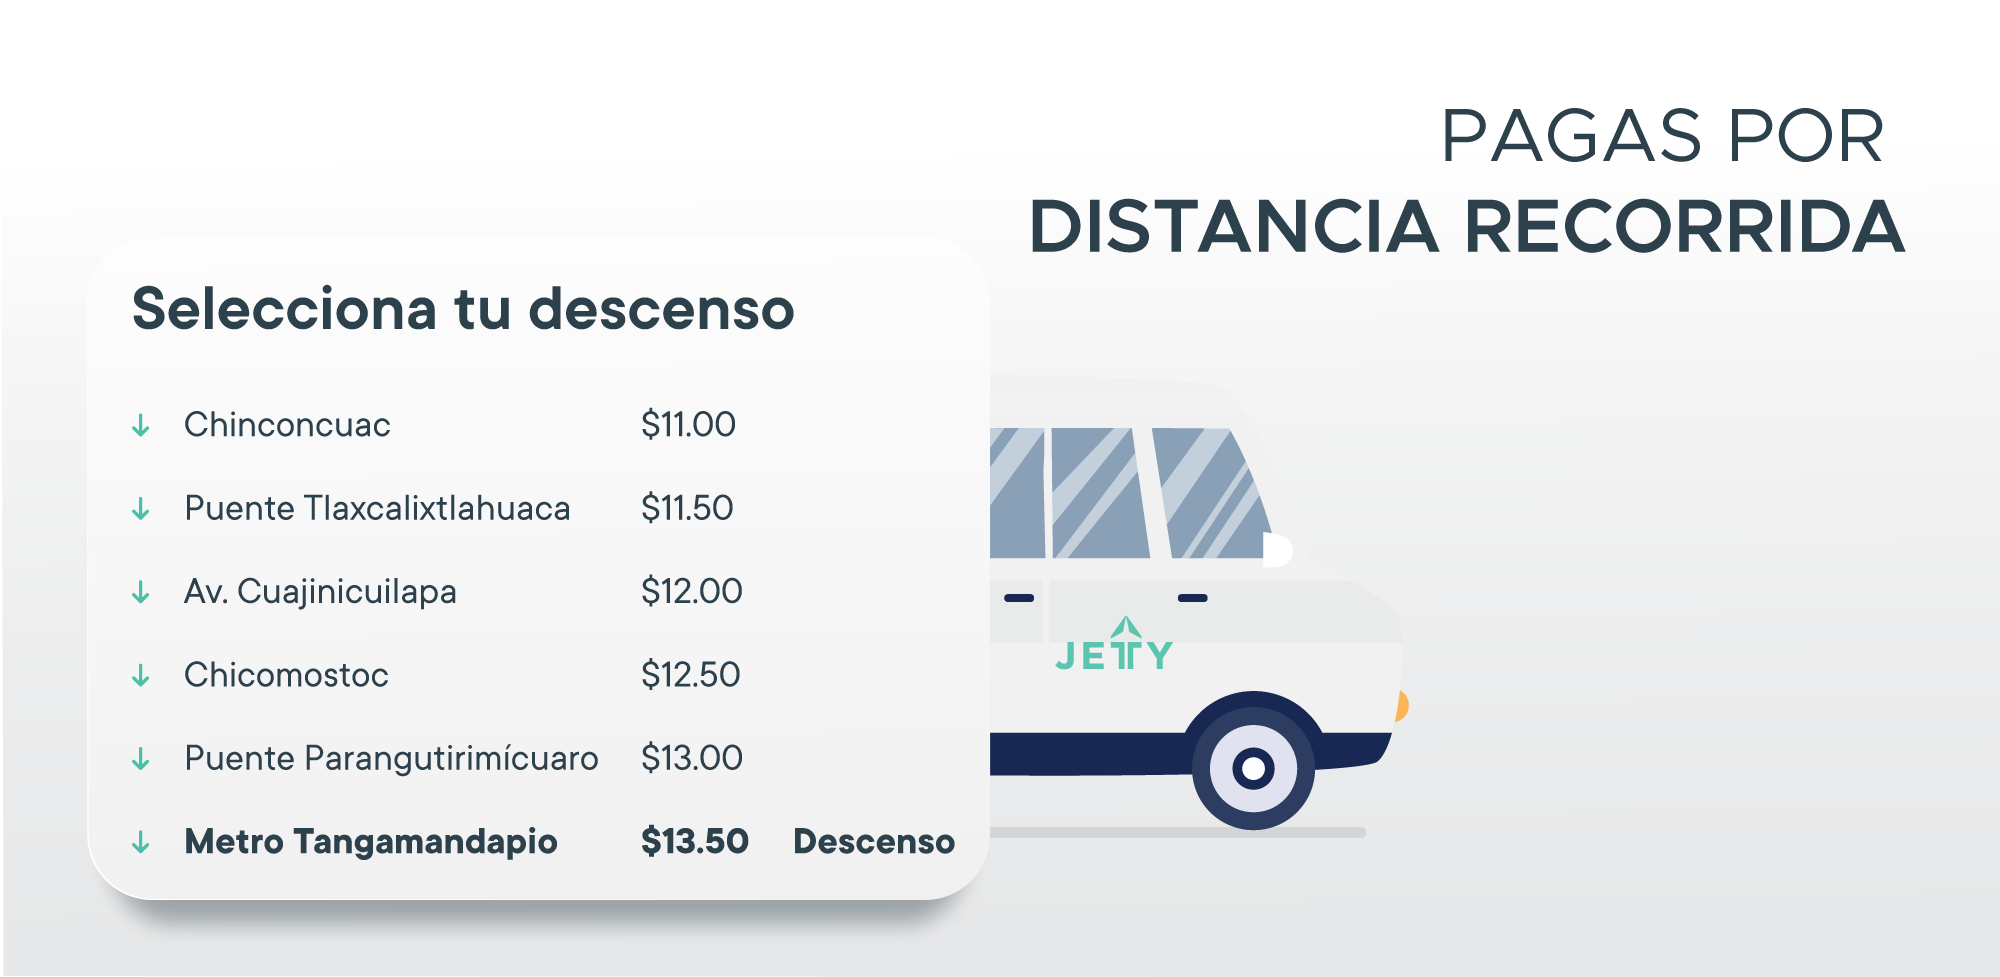 PAGAS POR
DISTANCIA RECORRIDA
Selecciona tu descenso
↓ Chinconcuac $11.00
↓ Puente Tlaxcalixtlahuaca $11.50
↓ Av. Cuajinicuilapa $12.00
↓ Chicomostoc $12.50
↓ Puente Parangutirimícuaro $13.00
↓ Metro Tangamandapio $13.50 Descenso
JETTY